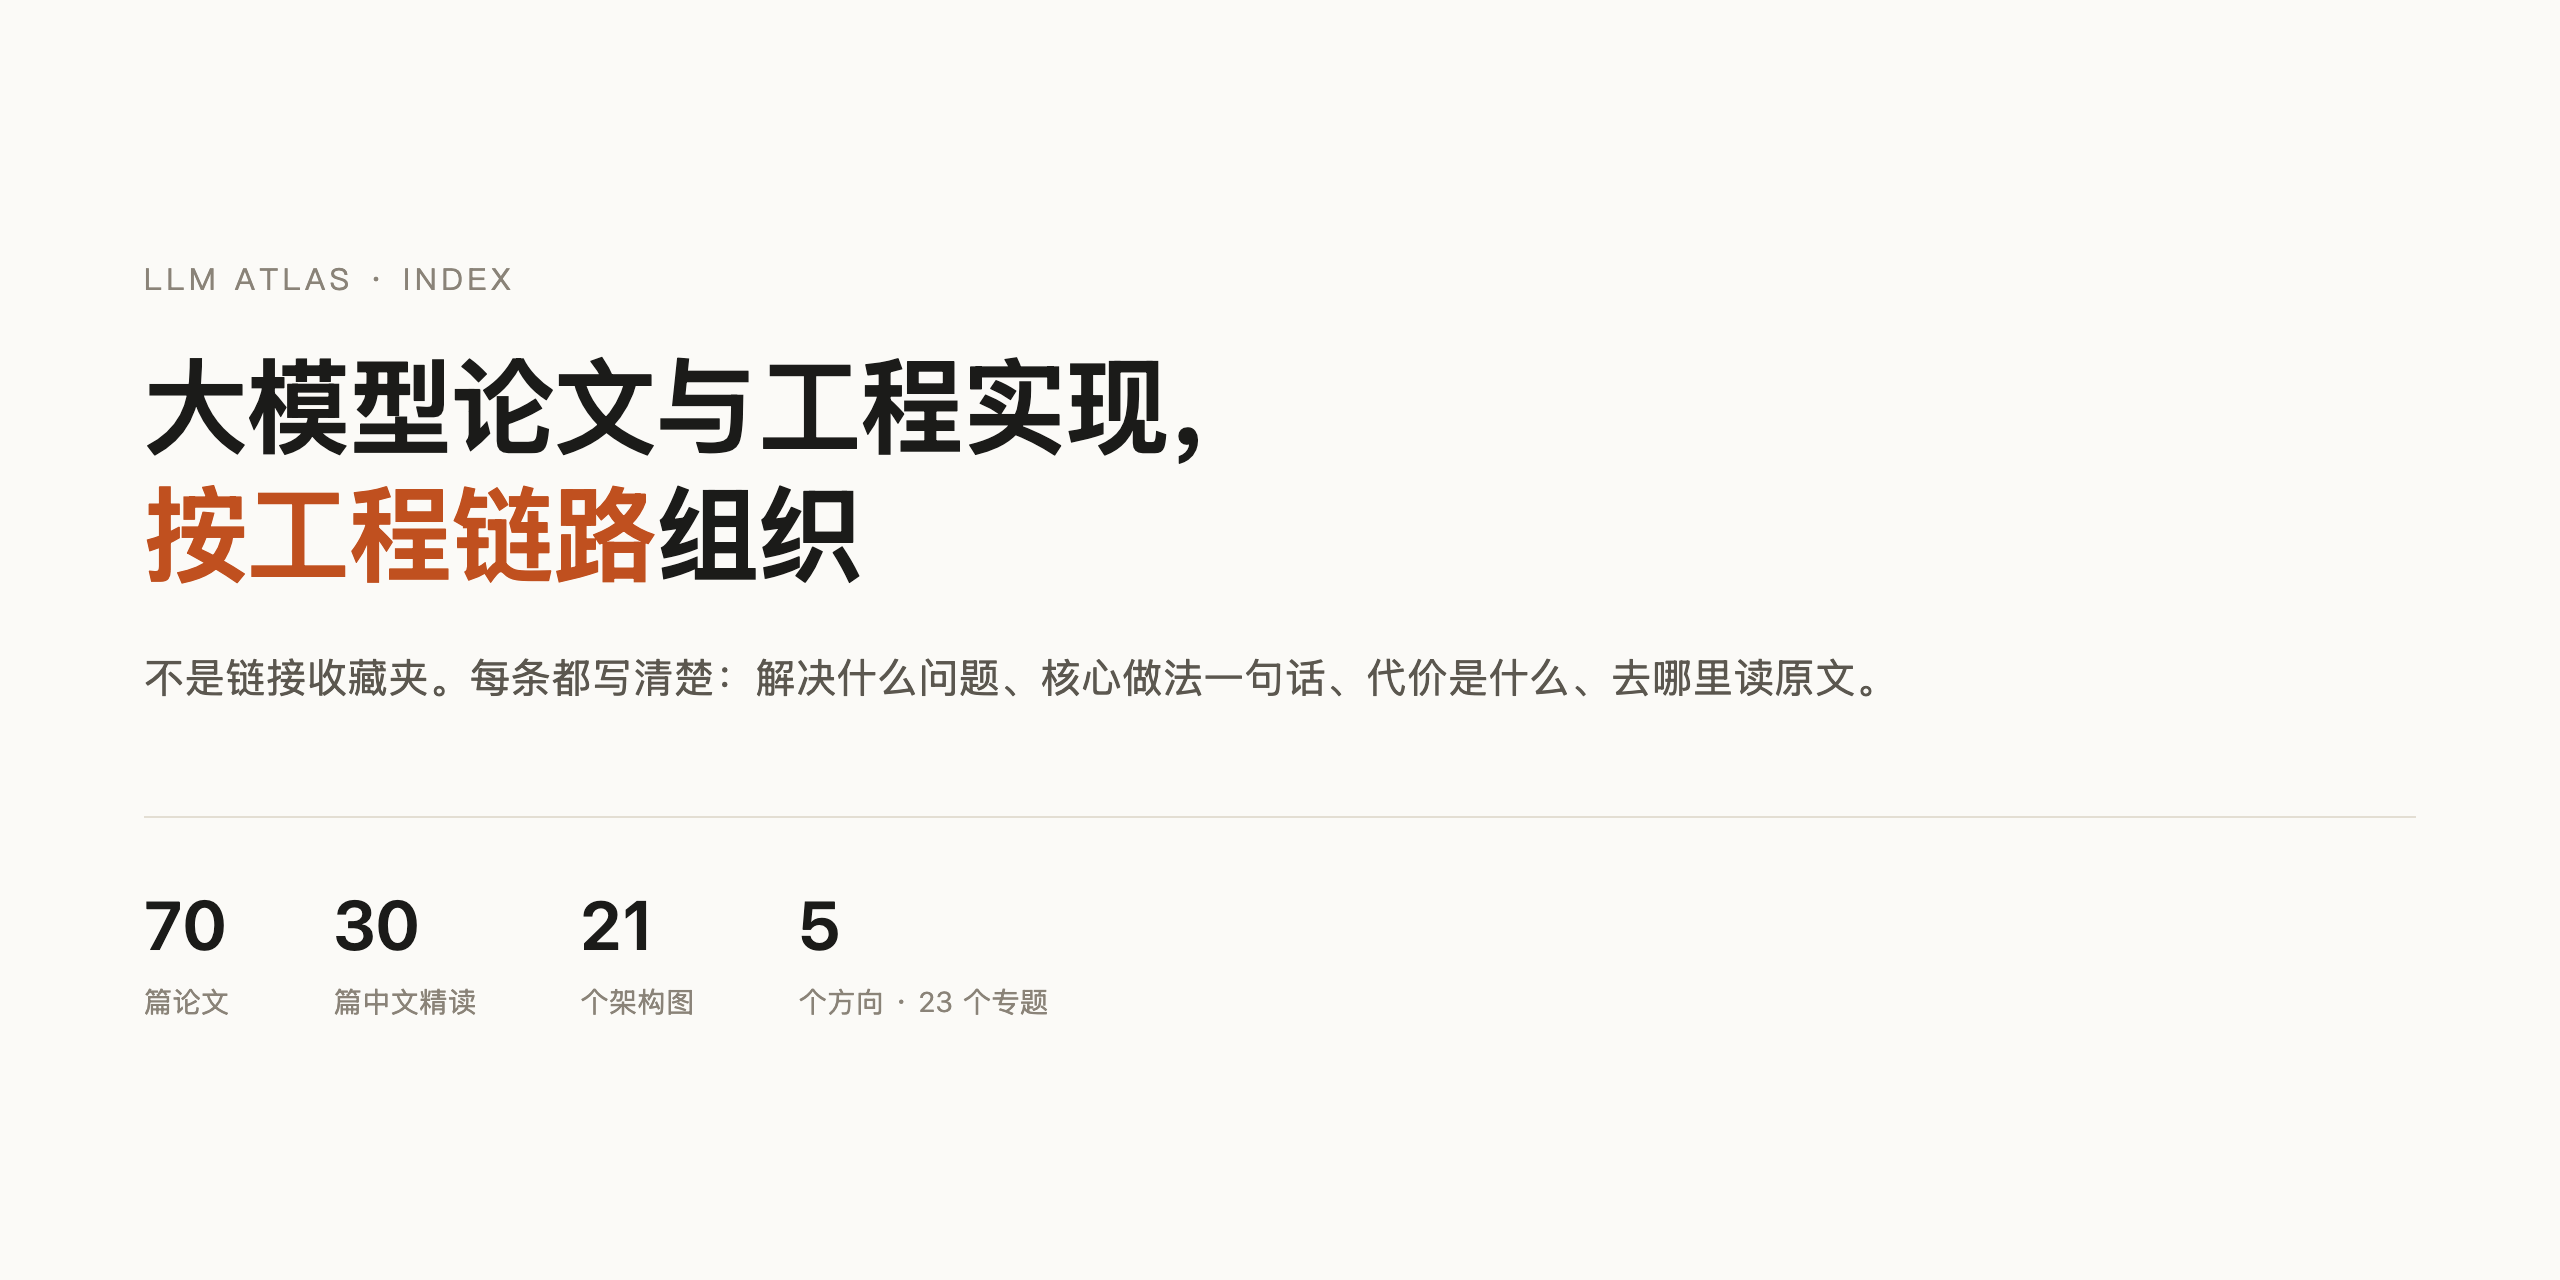 LLM ATLAS · INDEX
大模型论文与工程实现，
按工程链路组织
不是链接收藏夹。每条都写清楚：解决什么问题、核心做法一句话、代价是什么、去哪里读原文。
70 30 21 5
篇论文 篇中文精读 个架构图 个方向 · 23 个专题